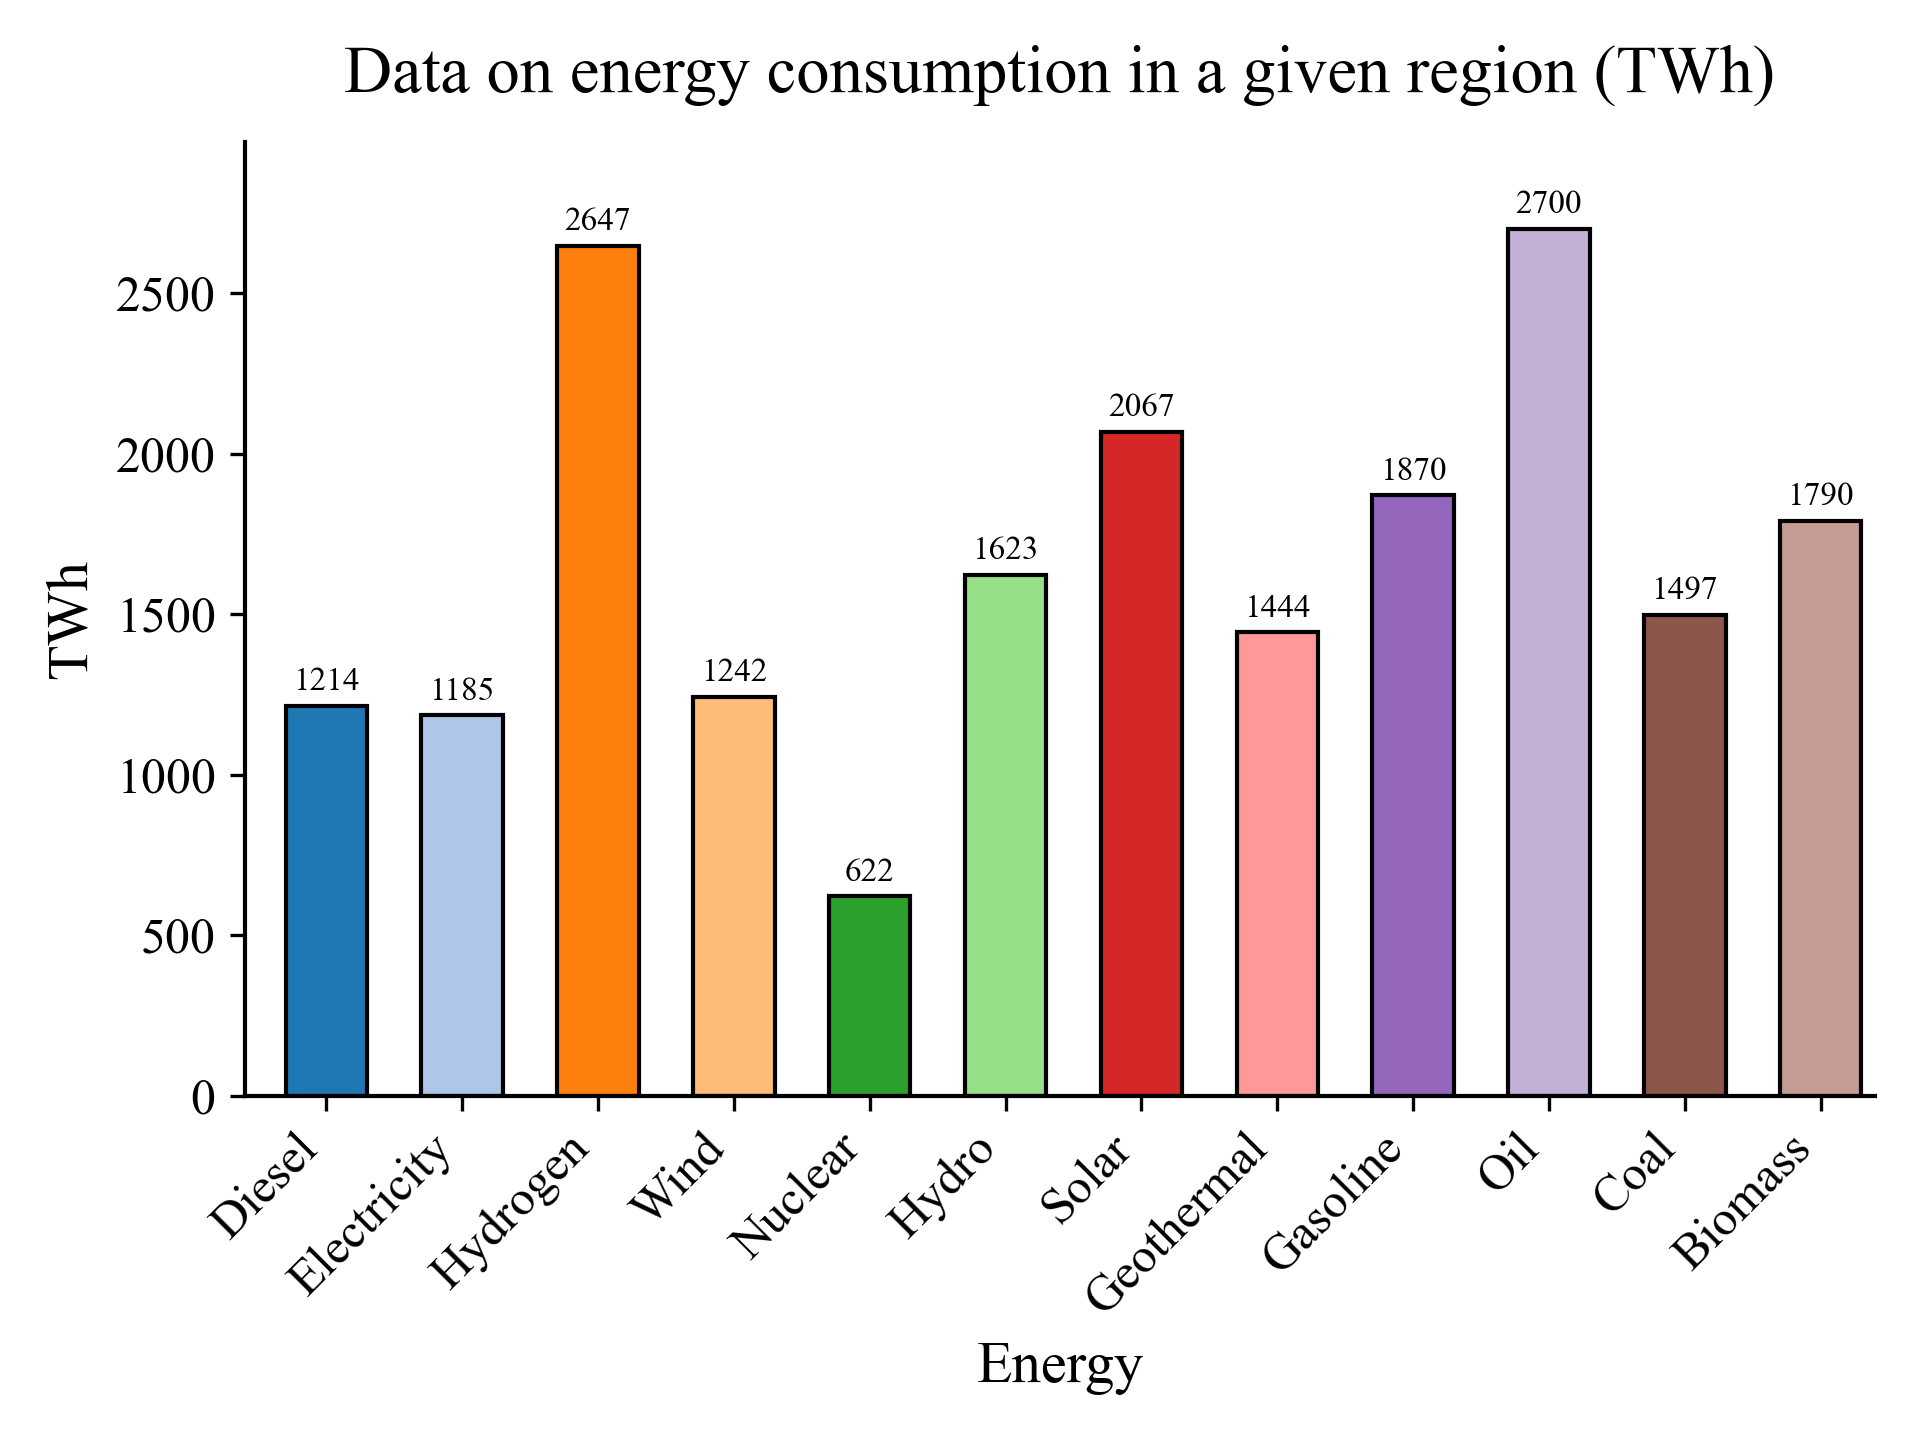 Data on energy consumption in a given region (TWh)
TWh
2500
2000
1500
1000
500
0
1214
1185
2647
1242
622
1623
2067
1444
1870
2700
1497
1790
Diesel
Electricity
Hydrogen
Wind
Nuclear
Hydro
Solar
Geothermal
Gasoline
Oil
Coal
Biomass
Energy